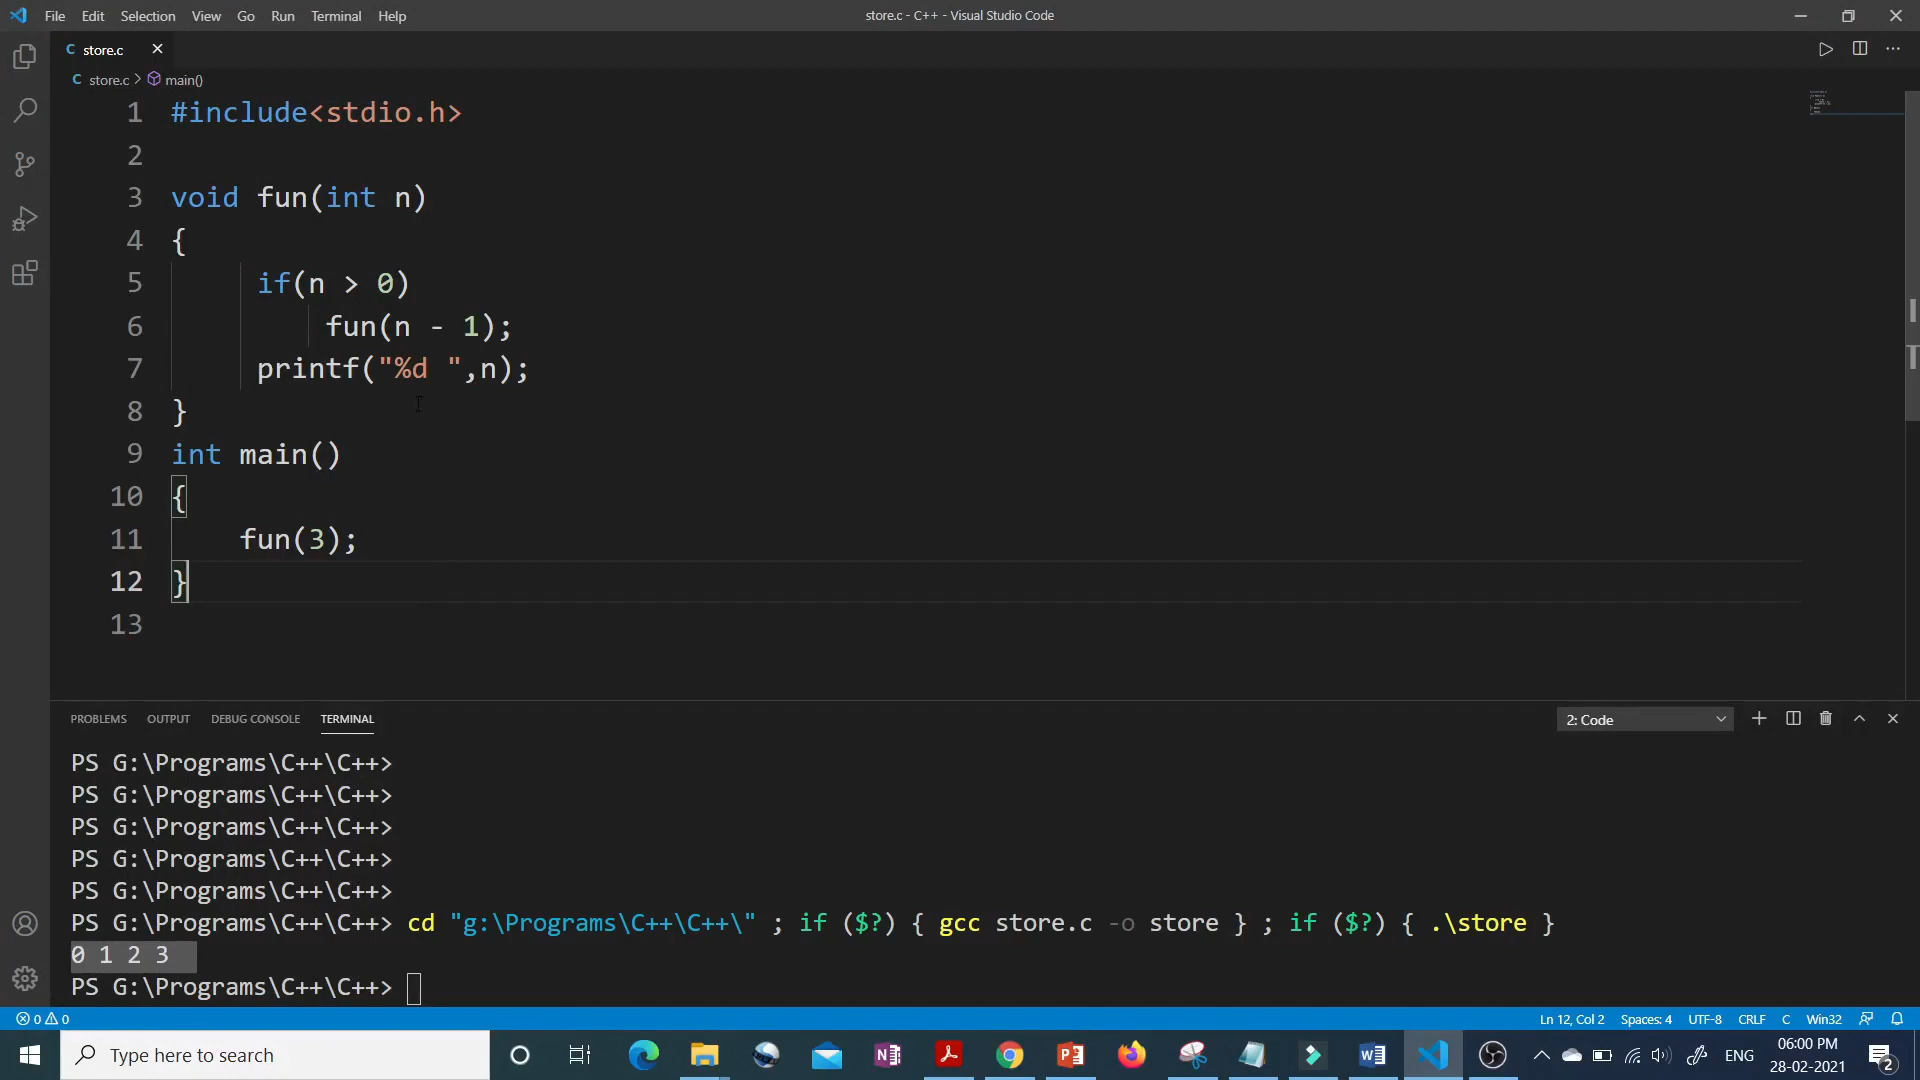 File Edit Selection View Go Run Terminal Help
store.c - C++ - Visual Studio Code
C store.c
C store.c > main()
1 #include<stdio.h>
2
3 void fun(int n)
4 {
5 if(n > 0)
6 fun(n - 1);
7 printf("%d ",n);
8 }
9 int main()
10 {
11 fun(3);
12 }
13
PROBLEMS OUTPUT DEBUG CONSOLE TERMINAL
2: Code
PS G:\Programs\C++\C++>
PS G:\Programs\C++\C++>
PS G:\Programs\C++\C++>
PS G:\Programs\C++\C++>
PS G:\Programs\C++\C++>
PS G:\Programs\C++\C++> cd "g:\Programs\C++\C++\" ; if ($?) { gcc store.c -o store } ; if ($?) { .\store }
0 1 2 3
PS G:\Programs\C++\C++>
0 0
Ln 12, Col 2 Spaces: 4 UTF-8 CRLF C Win32
Type here to search
ENG
06:00 PM
28-02-2021
2